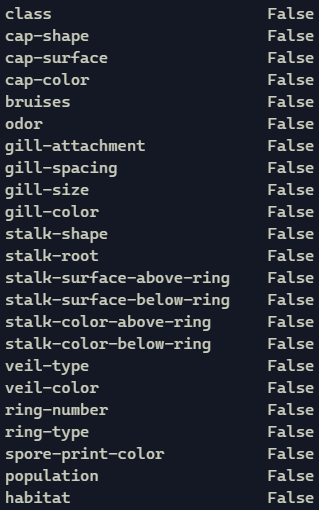 class False
cap-shape False
cap-surface False
cap-color False
bruises False
odor False
gill-attachment False
gill-spacing False
gill-size False
gill-color False
stalk-shape False
stalk-root False
stalk-surface-above-ring False
stalk-surface-below-ring False
stalk-color-above-ring False
stalk-color-below-ring False
veil-type False
veil-color False
ring-number False
ring-type False
spore-print-color False
population False
habitat False